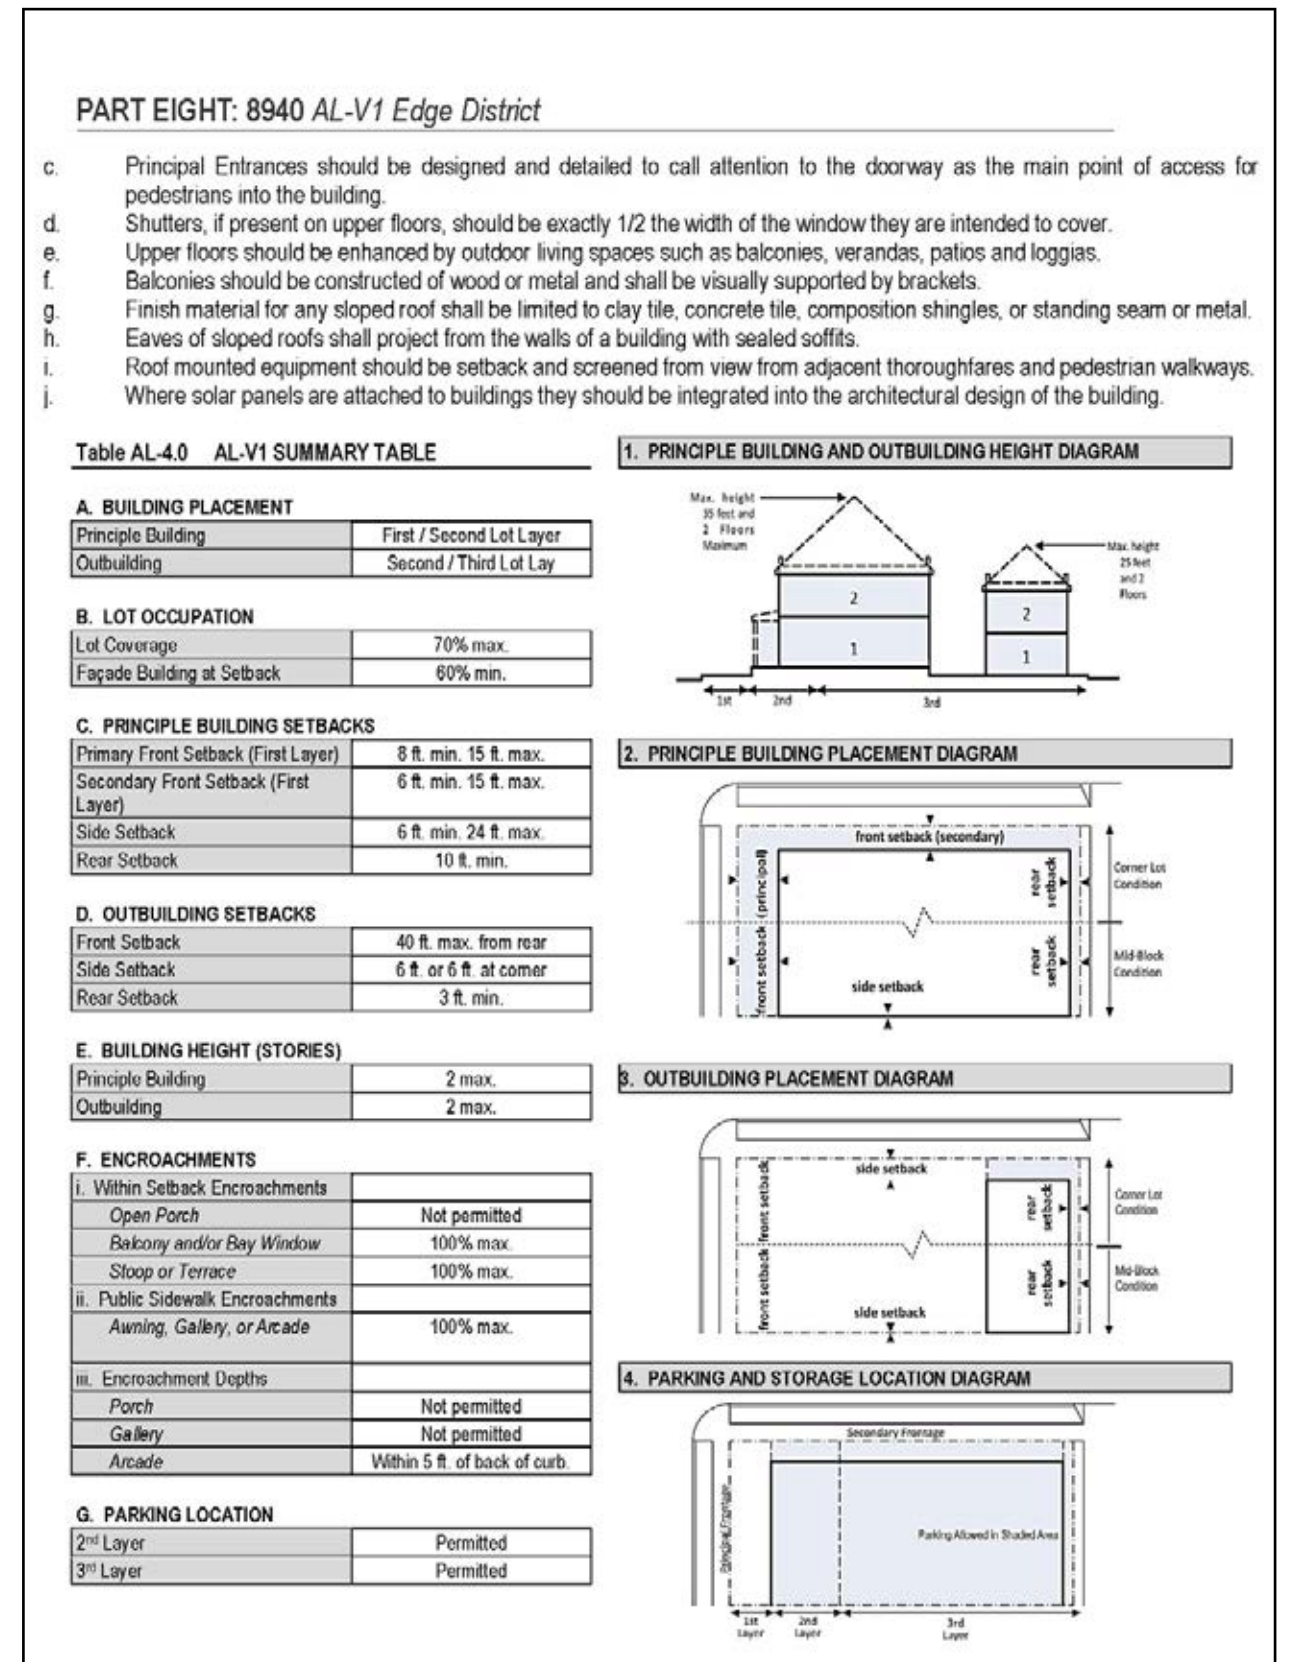 PART EIGHT: 8940 AL-V1 Edge District
c. Principal Entrances should be designed and detailed to call attention to the doorway as the main point of access for
pedestrians into the building.
d. Shutters, if present on upper floors, should be exactly 1/2 the width of the window they are intended to cover.
e. Upper floors should be enhanced by outdoor living spaces such as balconies, verandas, patios and loggias.
f. Balconies should be constructed of wood or metal and shall be visually supported by brackets.
g. Finish material for any sloped roof shall be limited to clay tile, concrete tile, composition shingles, or standing seam or metal.
h. Eaves of sloped roofs shall project from the walls of a building with sealed soffits.
i. Roof mounted equipment should be setback and screened from view from adjacent thoroughfares and pedestrian walkways.
j. Where solar panels are attached to buildings they should be integrated into the architectural design of the building.
Table AL-4.0 AL-V1 SUMMARY TABLE
A. BUILDING PLACEMENT
Principle Building First / Second Lot Layer
Outbuilding Second / Third Lot Lay
B. LOT OCCUPATION
Lot Coverage 70% max.
Façade Building at Setback 60% min.
C. PRINCIPLE BUILDING SETBACKS
Primary Front Setback (First Layer) 8 ft. min. 15 ft. max.
Secondary Front Setback (First 6 ft. min. 15 ft. max.
Layer)
Side Setback 6 ft. min. 24 ft. max.
Rear Setback 10 ft. min.
D. OUTBUILDING SETBACKS
Front Setback 40 ft. max. from rear
Side Setback 6 ft. or 6 ft. at corner
Rear Setback 3 ft. min.
E. BUILDING HEIGHT (STORIES)
Principle Building 2 max.
Outbuilding 2 max.
F. ENCROACHMENTS
i. Within Setback Encroachments
Open Porch Not permitted
Balcony and/or Bay Window 100% max.
Stoop or Terrace 100% max.
ii. Public Sidewalk Encroachments
Awning, Gallery, or Arcade 100% max.
iii. Encroachment Depths
Porch Not permitted
Gallery Not permitted
Arcade Within 5 ft. of back of curb.
G. PARKING LOCATION
2nd Layer Permitted
3rd Layer Permitted
1. PRINCIPLE BUILDING AND OUTBUILDING HEIGHT DIAGRAM
Max. height
35 feet and
2 Floors
Maximum
Max. height
25 feet
and 2
Floors
2
1
2
1
1st 2nd 3rd
2. PRINCIPLE BUILDING PLACEMENT DIAGRAM
front setback (secondary)
front setback (principal)
rear
setback
Corner Lot
Condition
rear
setback
Mid-Block
Condition
side setback
3. OUTBUILDING PLACEMENT DIAGRAM
side setback
front setback
front setback
rear
setback
Corner Lot
Condition
rear
setback
Mid-Block
Condition
side setback
4. PARKING AND STORAGE LOCATION DIAGRAM
Secondary Frontage
Principal Frontage
Parking Allowed in Shaded Area
1st
Layer
2nd
Layer
3rd
Layer